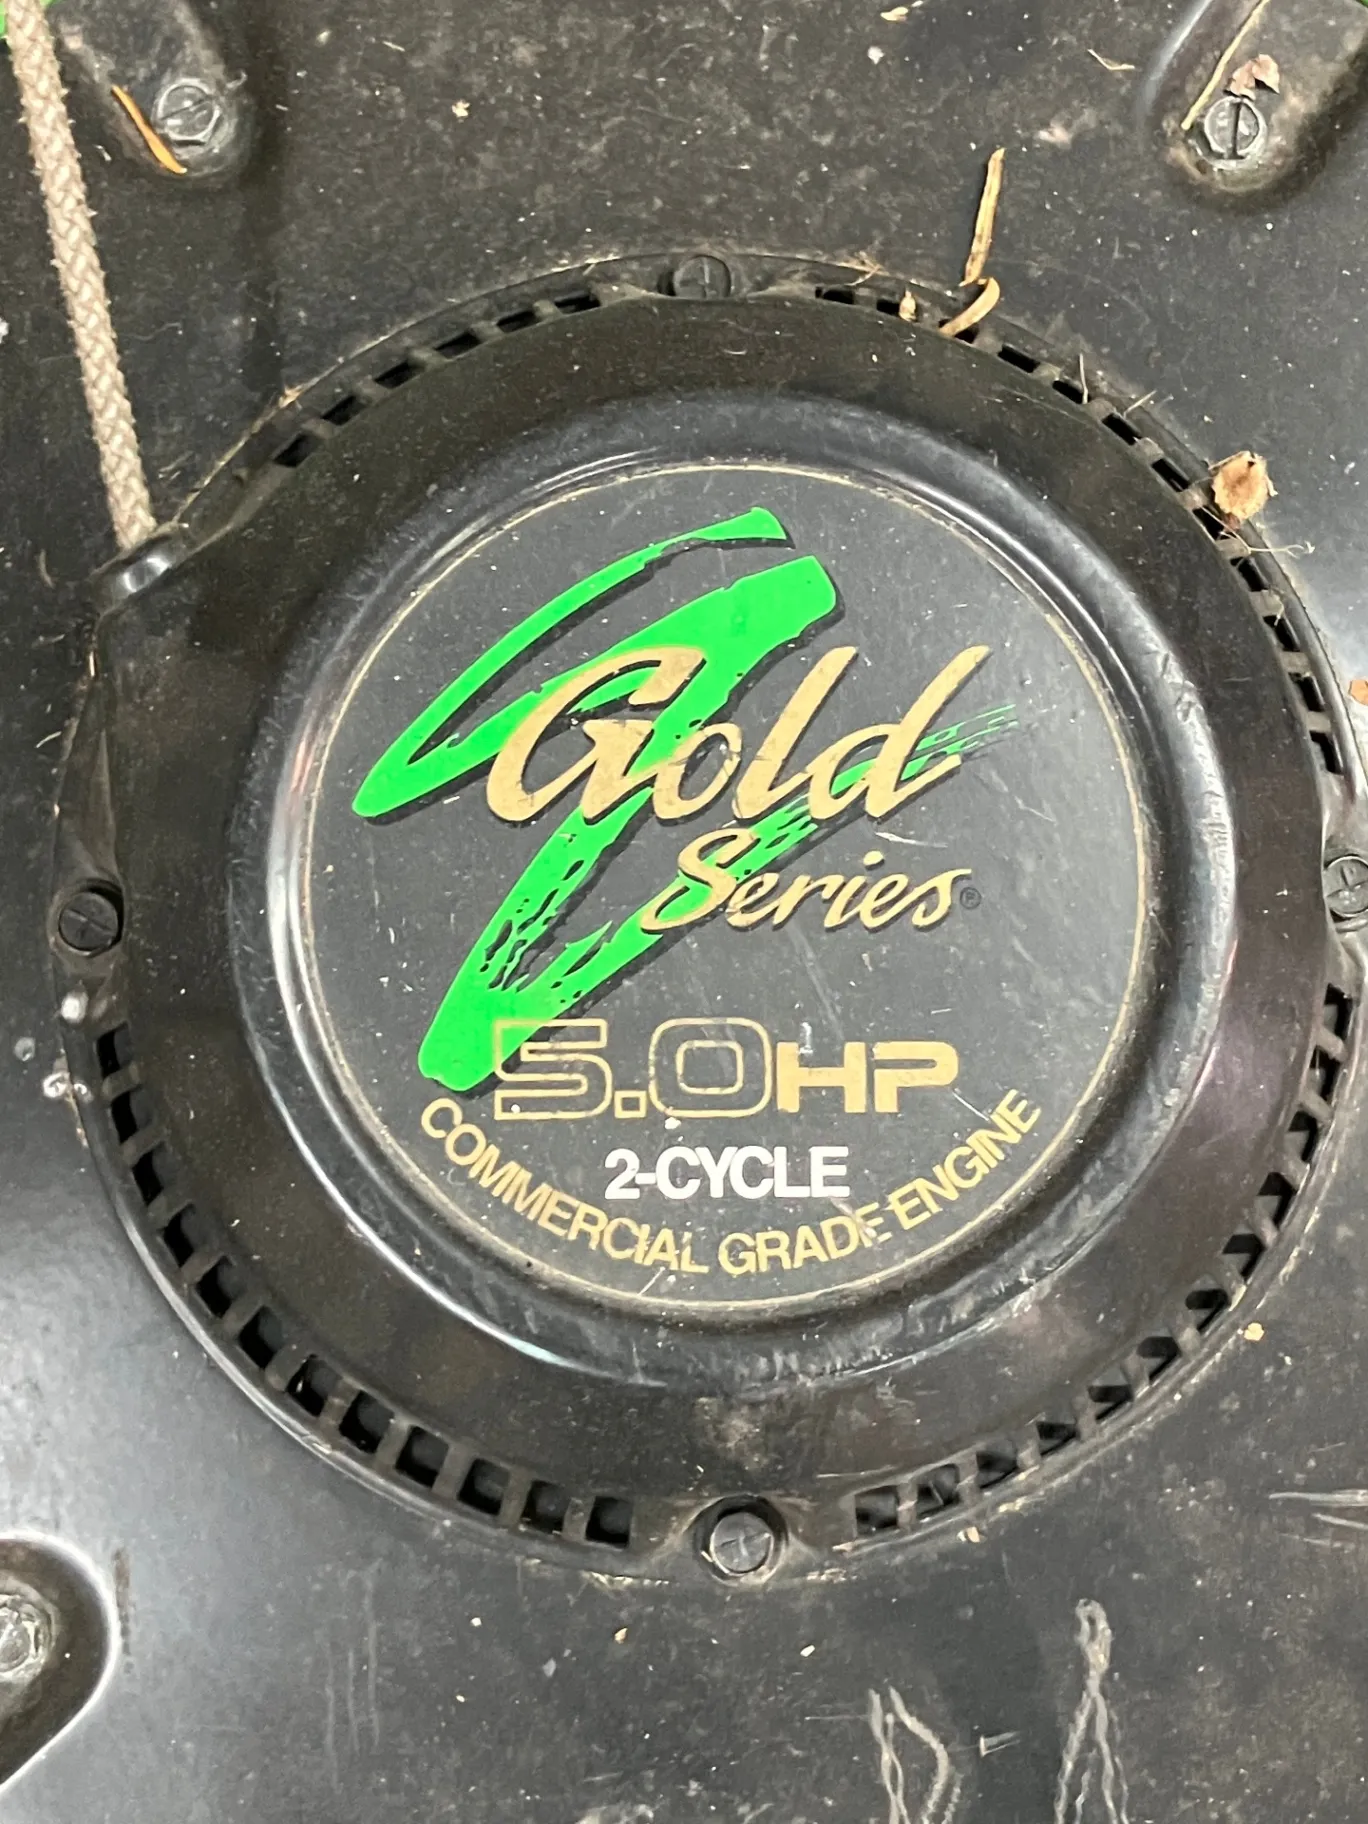 Gold
Series®
5.0HP
2-CYCLE
COMMERCIAL GRADE ENGINE